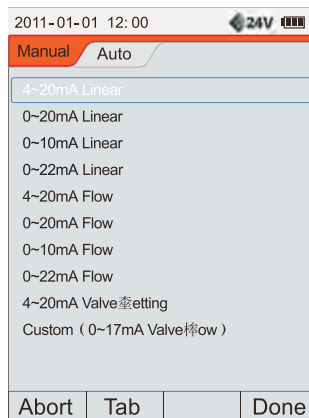 2011-01-01 12:00 24V
Manual Auto
4~20mA Linear
0~20mA Linear
0~10mA Linear
0~22mA Linear
4~20mA Flow
0~20mA Flow
0~10mA Flow
0~22mA Flow
4~20mA Valve杢etting
Custom（0~17mA Valve桳ow）
Abort Tab Done